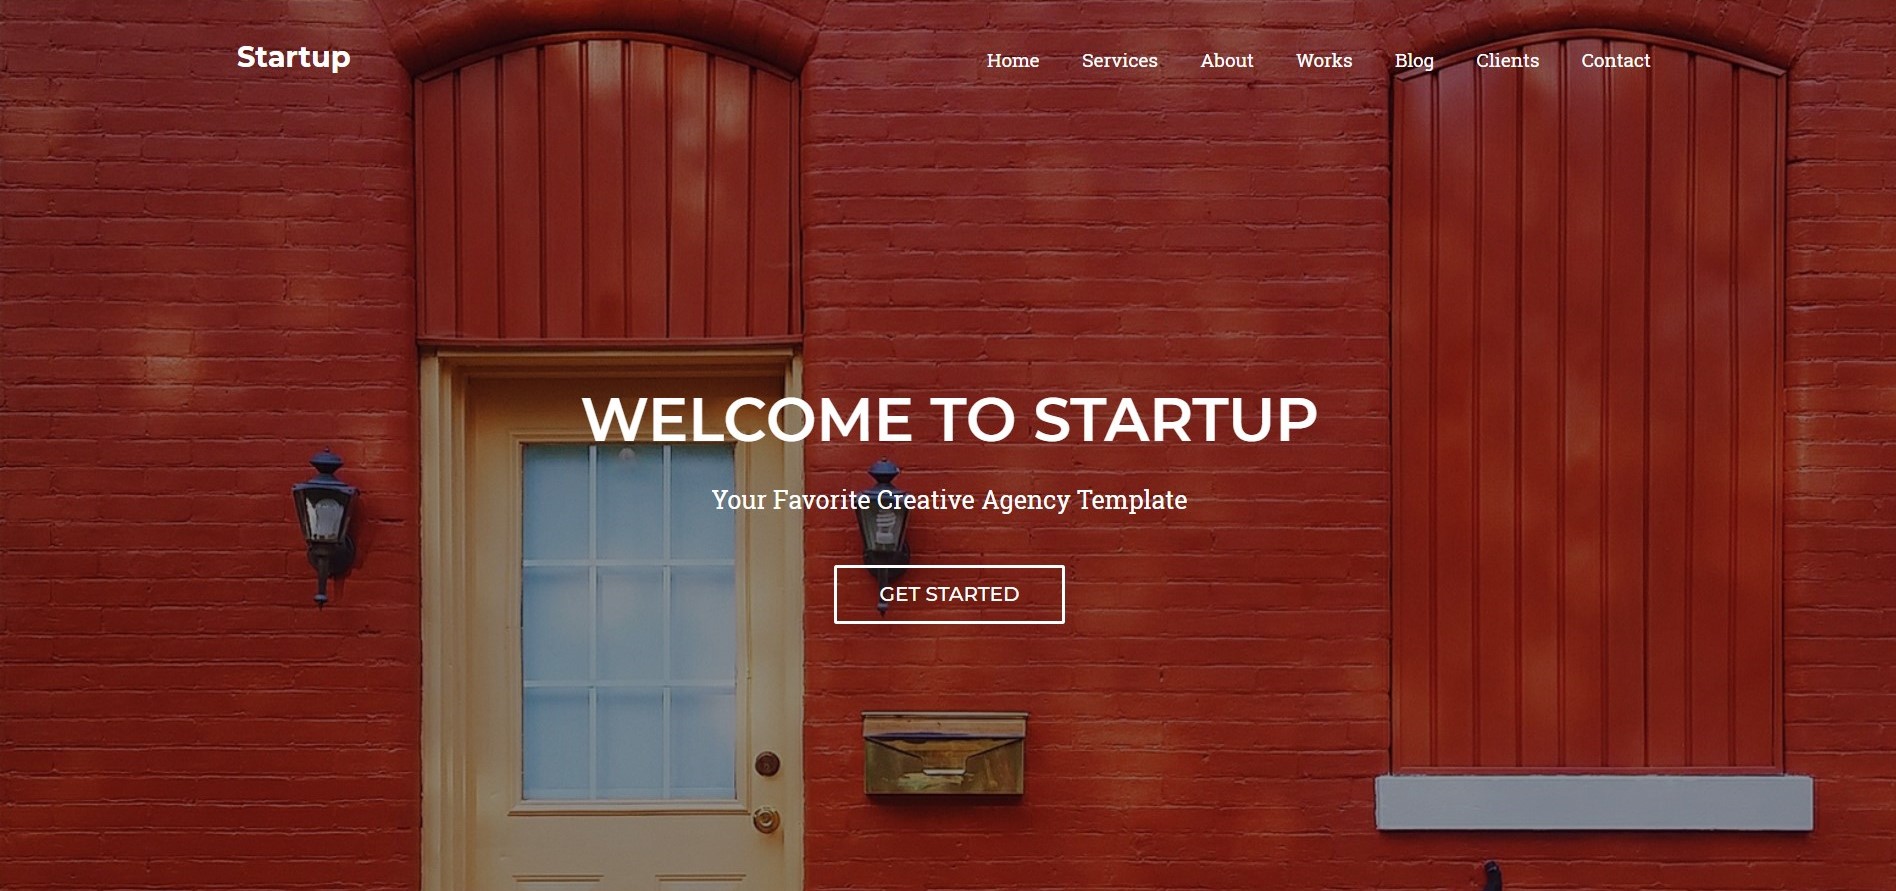 Startup
Home Services About Works Blog Clients Contact
WELCOME TO STARTUP
Your Favorite Creative Agency Template
GET STARTED